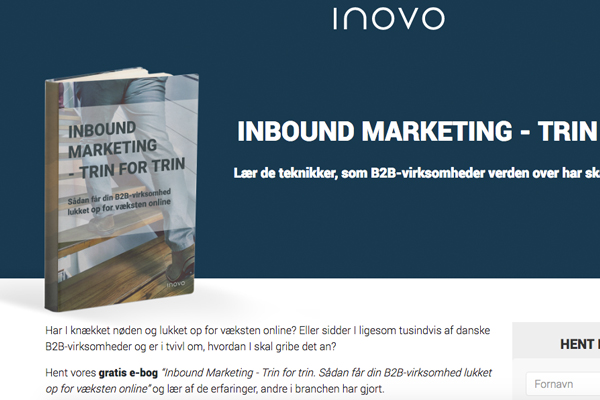 INOVO
INBOUND MARKETING - TRIN
Lær de teknikker, som B2B-virksomheder verden over har
INBOUND
MARKETING
- TRIN FOR TRIN
Sådan får din B2B-virksomhed
lukket op for væksten online
inovo
Har I knækket nøden og lukket op for væksten online? Eller sidder I ligesom tusindvis af danske
B2B-virksomheder og er i tvivl om, hvordan I skal gribe det an?
Hent vores gratis e-bog "Inbound Marketing - Trin for trin. Sådan får din B2B-virksomhed lukket
op for væksten online" og lær af de erfaringer, andre i branchen har gjort.
HENT
Fornavn